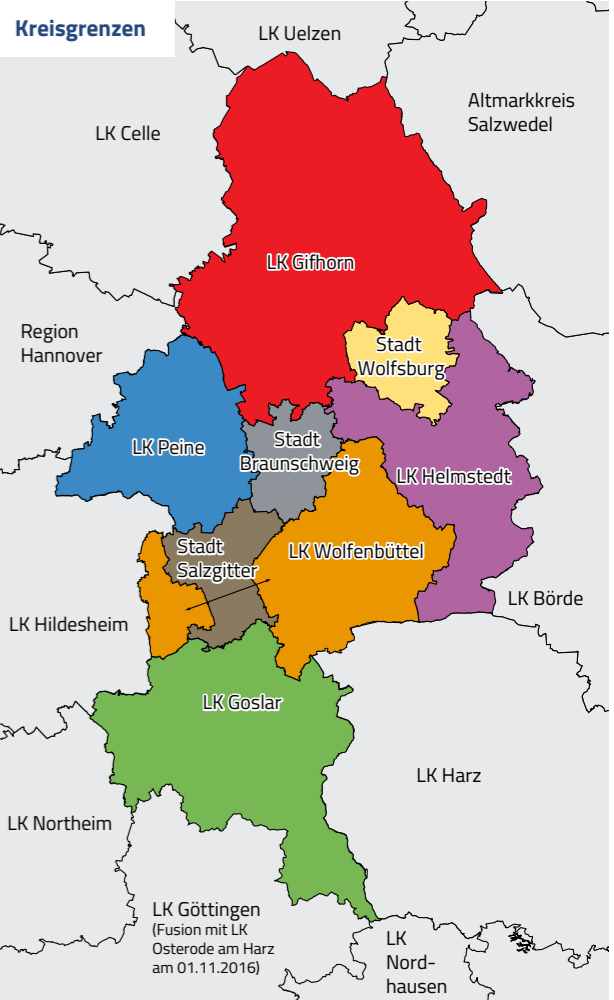 Kreisgrenzen
LK Uelzen
Altmarkkreis
Salzwedel
LK Celle
LK Gifhorn
Region
Hannover
Stadt
Wolfsburg
LK Peine
Stadt
Braunschweig
LK Helmstedt
Stadt
Salzgitter
LK Wolfenbüttel
LK Börde
LK Hildesheim
LK Goslar
LK Harz
LK Northeim
LK Göttingen
(Fusion mit LK
Osterode am Harz
am 01.11.2016)
LK
Nord-
hausen